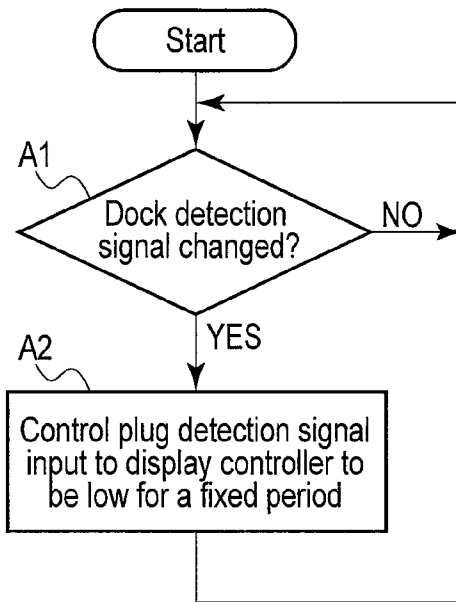 Start
A1
Dock detection
signal changed?
NO
YES
A2
Control plug detection signal
input to display controller to
be low for a fixed period